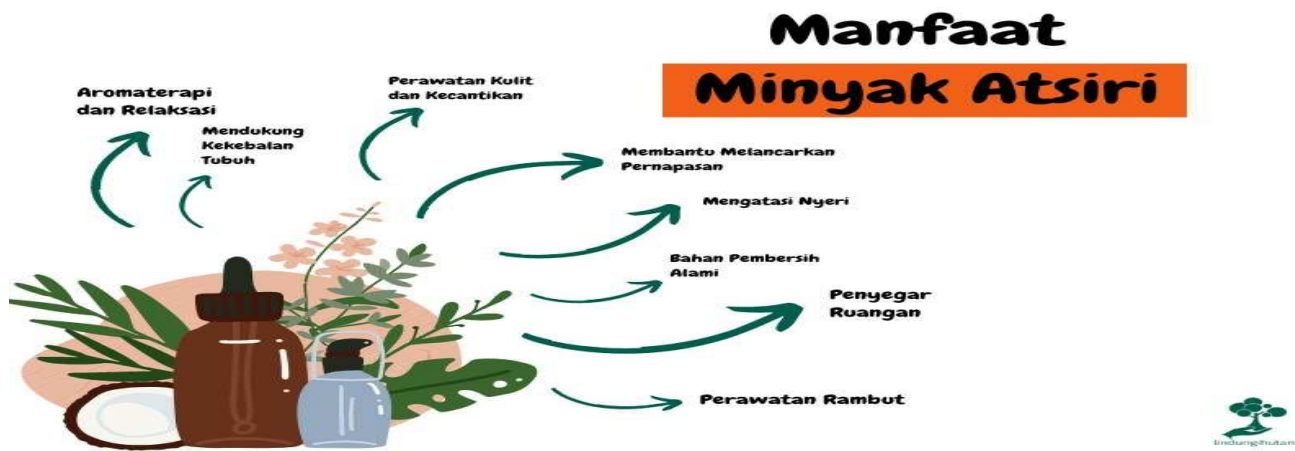 Manfaat
Minyak Atsiri
Aromaterapi
dan Relaksasi
Mendukung
Kekebalan
Tubuh
Perawatan Kulit
dan Kecantikan
Membantu Melancarkan
Pernapasan
Mengatasi Nyeri
Bahan Pembersih
Alami
Penyegar
Ruangan
Perawatan Rambut
lindungihutan